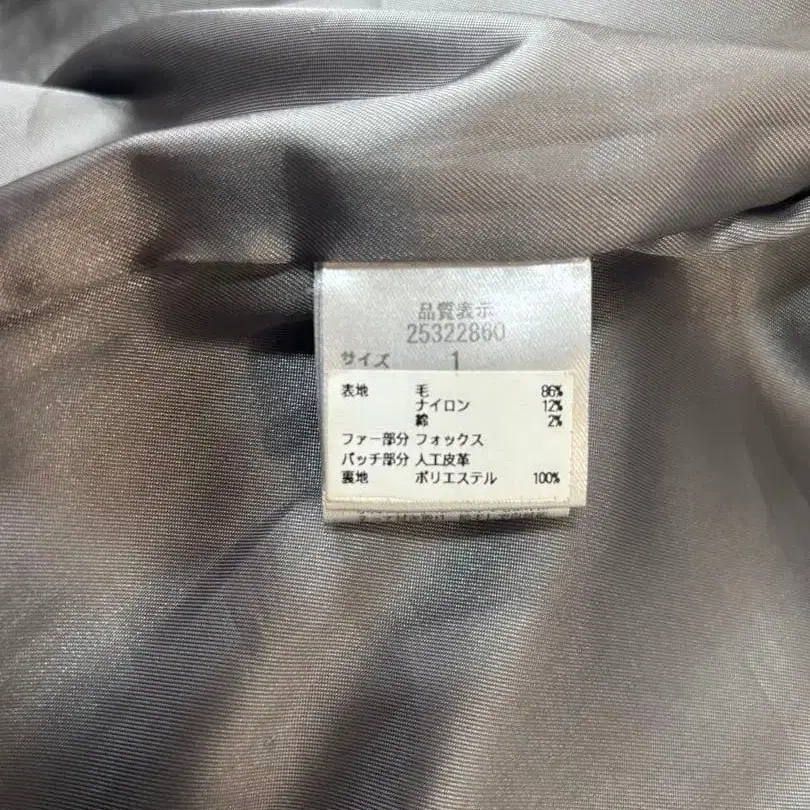 品質表示
25322860
サイズ 1
表地 毛 86%
ナイロン 12%
綿 2%
ファー部分 フォックス
パッチ部分 人工皮革
裏地 ポリエステル 100%